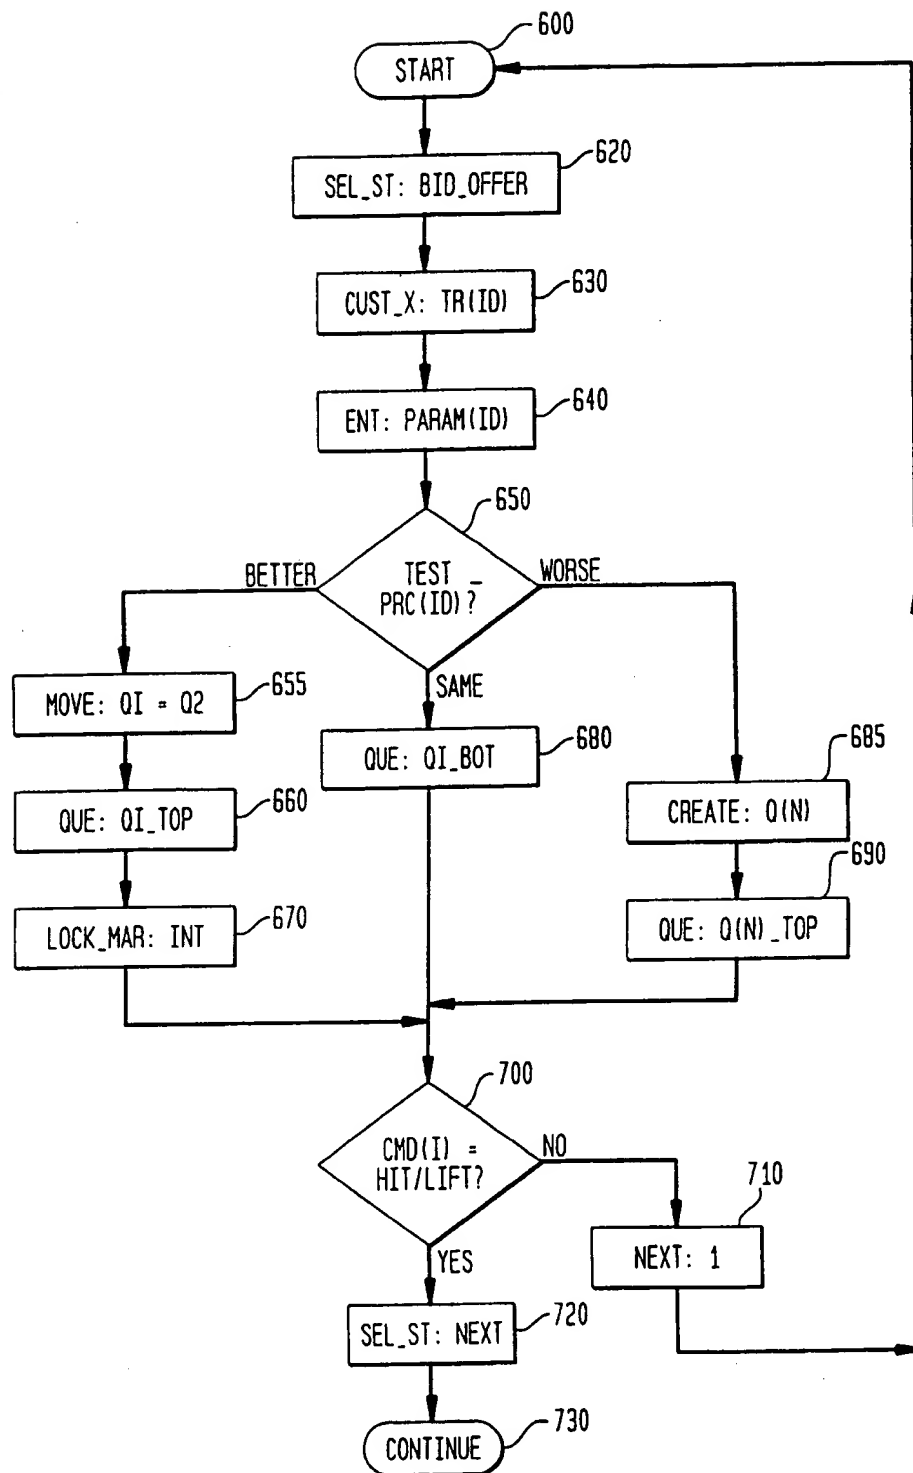 600
START
620
SEL_ST: BID_OFFER
630
CUST_X: TR(ID)
640
ENT: PARAM(ID)
650
BETTER
TEST _
PRC(ID)?
WORSE
SAME
655
MOVE: QI = Q2
680
QUE: QI_BOT
685
CREATE: Q(N)
660
QUE: QI_TOP
690
QUE: Q(N)_TOP
670
LOCK_MAR: INT
700
CMD(I) =
HIT/LIFT?
NO
YES
710
NEXT: 1
720
SEL_ST: NEXT
730
CONTINUE